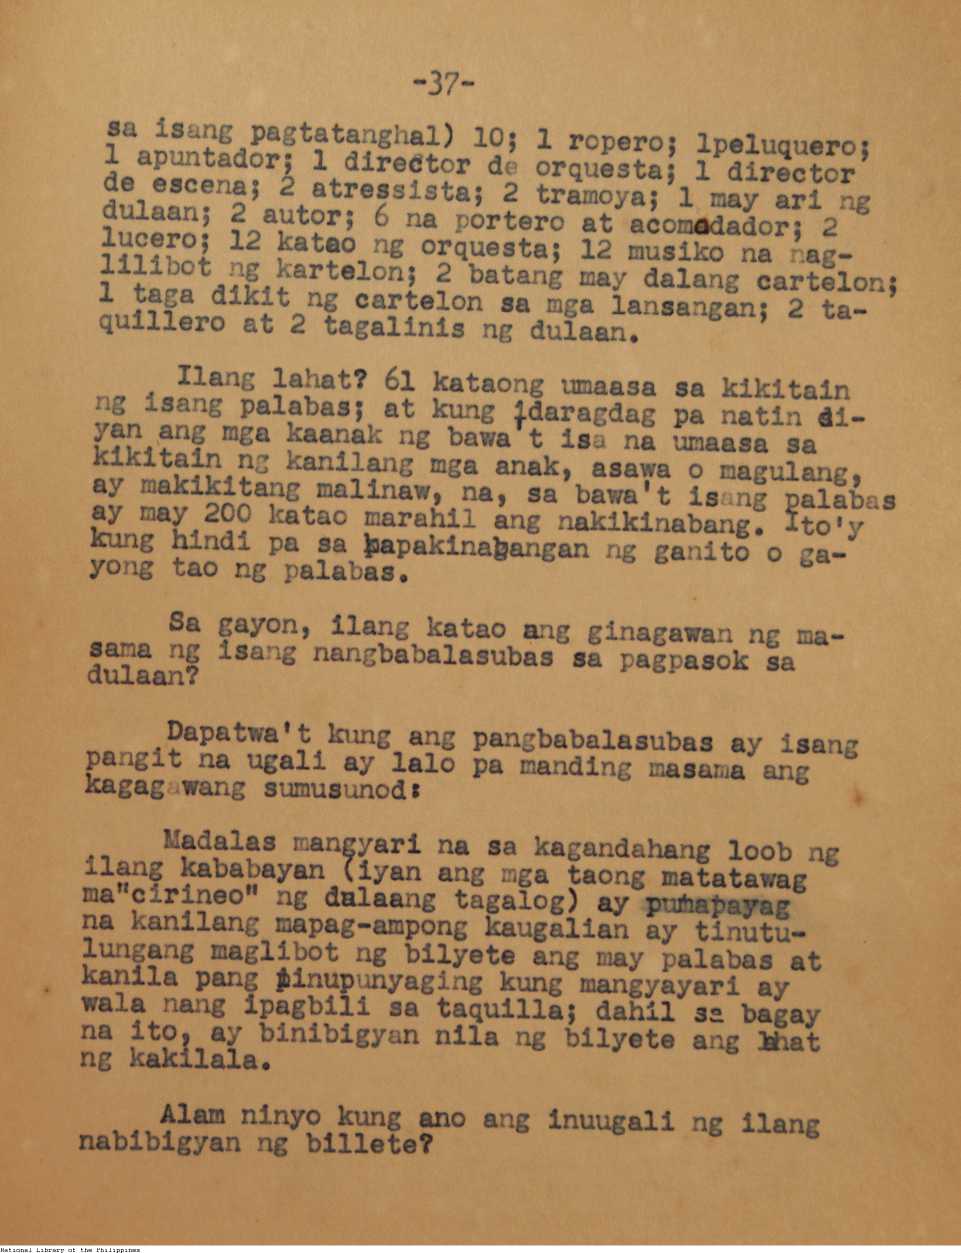 -37-
sa isang pagtatanghal) 10; 1 ropero; 1peluquero;
1 apuntador; 1 director de orquesta; 1 director
de escena; 2 atressista; 2 tramoya; 1 may ari ng
dulaan; 2 autor; 6 na portero at acomodador; 2
lucero; 12 katao ng orquesta; 12 musiko na nag-
lilibot ng kartelon; 2 batang may dalang cartelon;
1 taga dikit ng cartelon sa mga lansangan; 2 ta-
quillero at 2 tagalinis ng dulaan.
Ilang lahat? 61 kataong umaasa sa kikitain
ng isang palabas; at kung idaragdag pa natin di-
yan ang mga kaanak ng bawa't isa na umaasa sa
kikitain ng kanilang mga anak, asawa o magulang,
ay makikitang malinaw, na, sa bawa't isang palabas
ay may 200 katao marahil ang nakikinabang. Ito'y
kung hindi pa sa kapakinabangan ng ganito o ga-
yong tao ng palabas.
Sa gayon, ilang katao ang ginagawan ng ma-
sama ng isang nangbabalasubas sa pagpasok sa
dulaan?
Dapatwa't kung ang pangbabalasubas ay isang
pangit na ugali ay lalo pa manding masama ang
kagagawang sumusunod:
Madalas mangyari na sa kagandahang loob ng
ilang kababayan (iyan ang mga taong matatawag
ma"cirineo" ng dulaang tagalog) ay pumapayag
na kanilang mapag-ampong kaugalian ay tinutu-
lungang maglibot ng bilyete ang may palabas at
kanila pang pinupunyaging kung mangyayari ay
wala nang ipagbili sa taquilla; dahil sa bagay
na ito, ay binibigyan nila ng bilyete ang lahat
ng kakilala.
Alam ninyo kung ano ang inuugali ng ilang
nabibigyan ng billete?
National Library of the Philippines